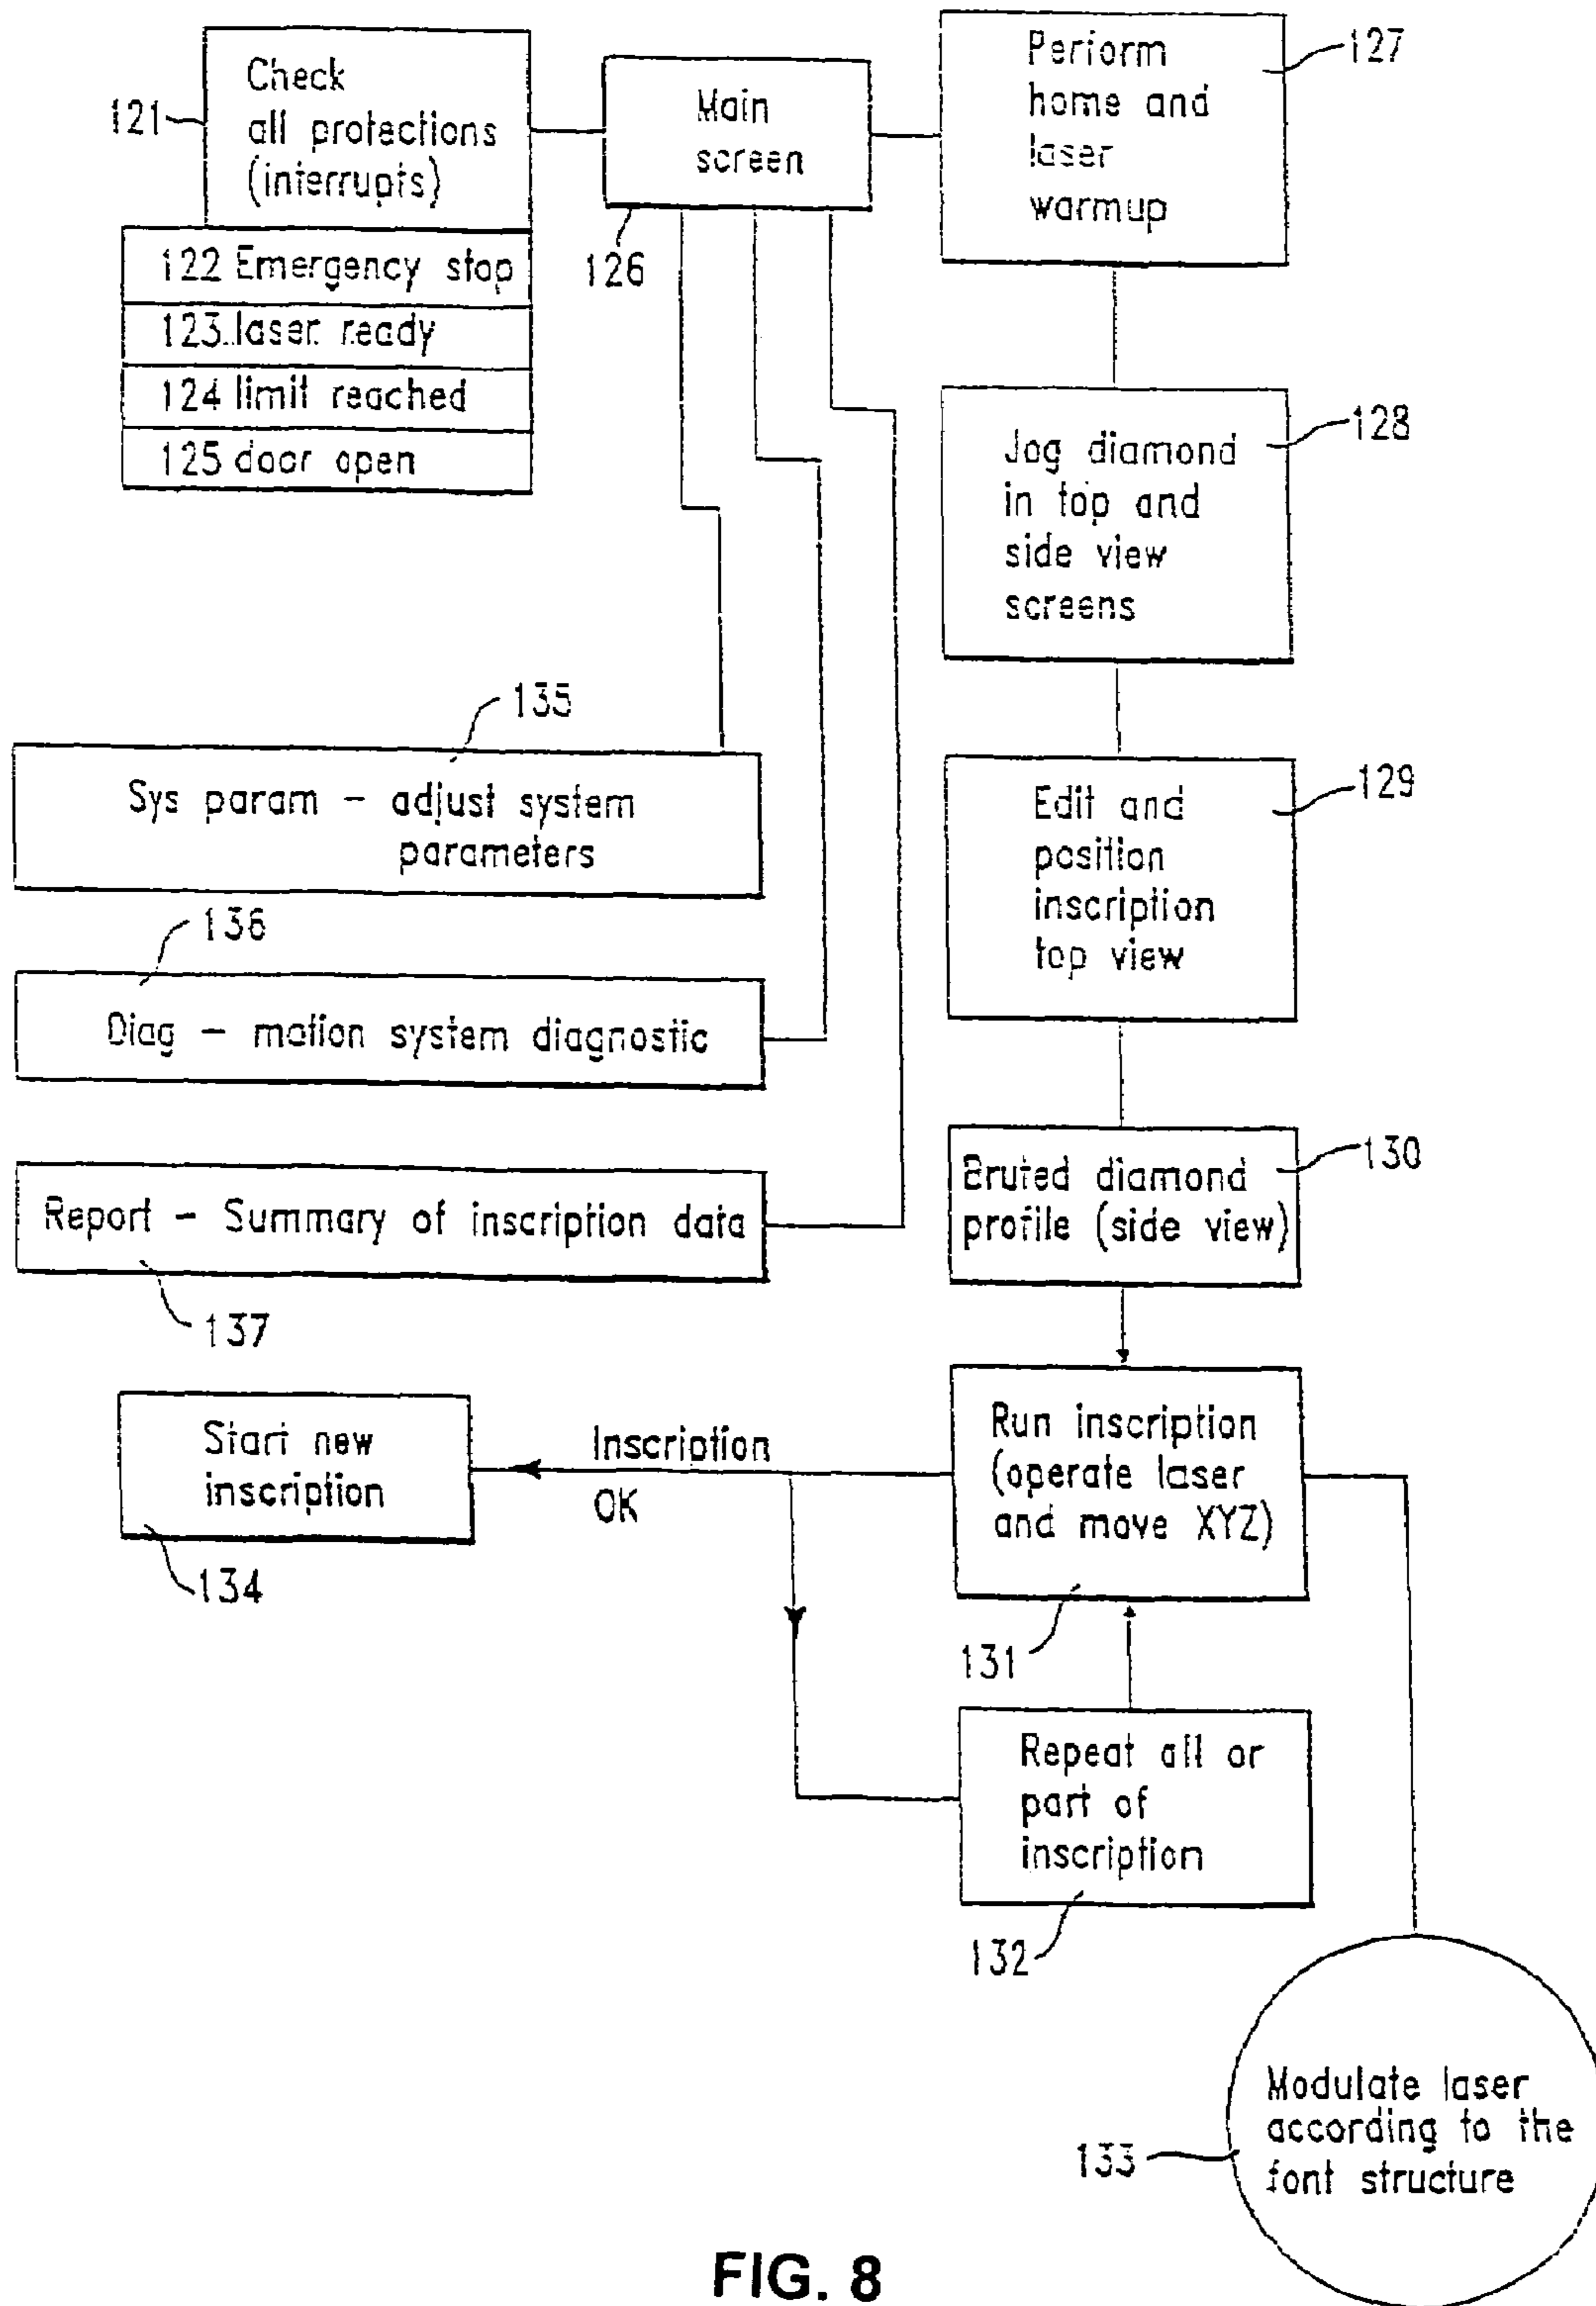 Check
all protections
(interrupts)
121
122 Emergency stop
123 laser ready
124 limit reached
125 door open
Main
screen
126
Perform
home and
laser
warmup
127
Jog diamond
in top and
side view
screens
128
Edit and
position
inscription
top view
129
135
Sys param - adjust system
parameters
136
Diag - motion system diagnostic
Report - Summary of inscription data
137
Bruted diamond
profile (side view)
130
Run inscription
(operate laser
and move XYZ)
131
Inscription
OK
Start new
inscription
134
Repeat all or
part of
inscription
132
Modulate laser
according to the
font structure
133
FIG. 8